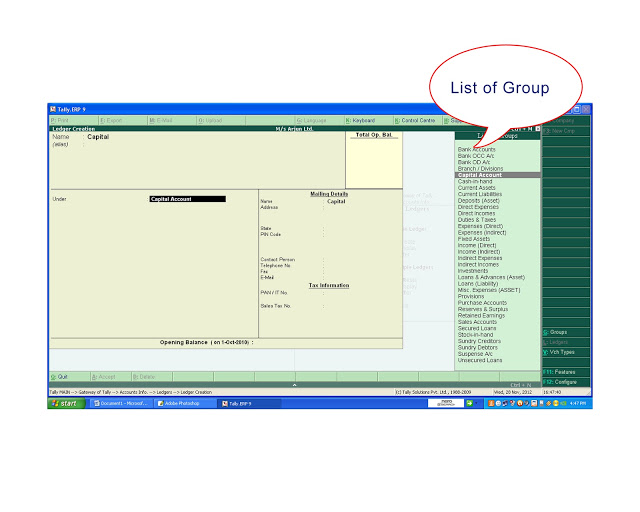 List of Group
Tally.ERP 9
P: Print E: Export M: E-Mail O: Upload G: Language K: Keyboard K: Control Centre
Ledger Creation M/s Arjun Ltd. Ctrl + M
Name : Capital
(alias) :
Total Op. Bal.
Bank Accounts
Bank OCC A/c
Bank OD A/c
Branch / Divisions
Capital Account
Cash-in-hand
Current Assets
Current Liabilities
Deposits (Asset)
Direct Expenses
Direct Incomes
Duties & Taxes
Expenses (Direct)
Expenses (Indirect)
Fixed Assets
Income (Direct)
Income (Indirect)
Indirect Expenses
Indirect Incomes
Investments
Loans & Advances (Asset)
Loans (Liability)
Misc. Expenses (ASSET)
Provisions
Purchase Accounts
Reserves & Surplus
Retained Earnings
Sales Accounts
Secured Loans
Stock-in-hand
Sundry Creditors
Sundry Debtors
Suspense A/c
Unsecured Loans
Under : Capital Account
Mailing Details
Name : Capital
Address :
State :
PIN Code :
Contact Person :
Telephone No. :
Fax :
E-Mail :
Tax Information
PAN / IT No. :
Sales Tax No. :
Opening Balance ( on 1-Oct-2010) :
G: Groups
L: Ledgers
V: Vch Types
F11: Features
F12: Configure
Q: Quit A: Accept D: Delete
Ctrl + N
Tally MAIN --> Gateway of Tally --> Accounts Info. --> Ledgers --> Ledger Creation (c) Tally Solutions Pvt. Ltd., 1988-2009 Wed, 28 Nov, 2012 16:47:40
start Document1 - Microsof... Adobe Photoshop Tally.ERP 9 4:47 PM